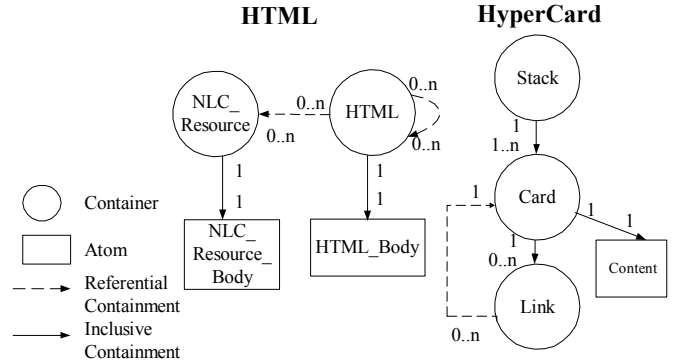 HTML
HyperCard
Stack
0..n
NLC_
Resource
0..n
HTML
0..n
0..n
1
1..n
1
1
1
1
NLC_
Resource_
Body
HTML_Body
Card
1
1
1
1
0..n
Content
Link
0..n
Container
Atom
Referential
Containment
Inclusive
Containment